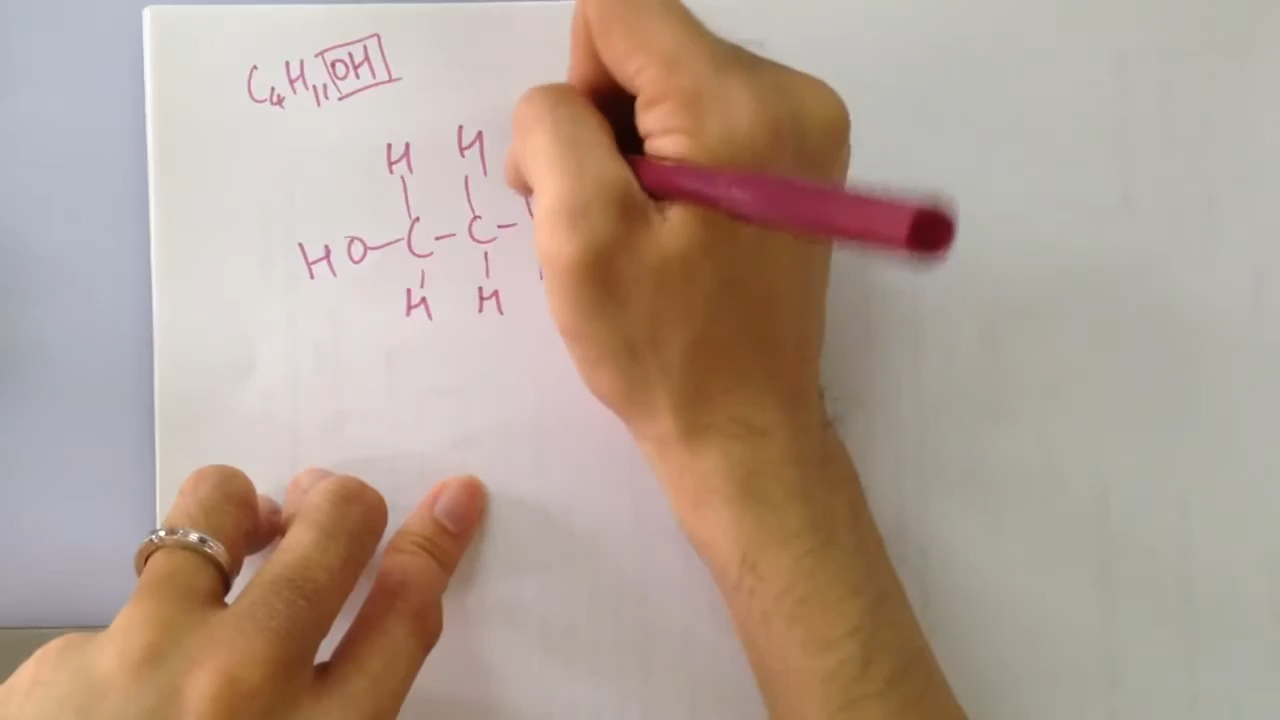 C₄H₁₁OH
H H
HO-C-C-
H H